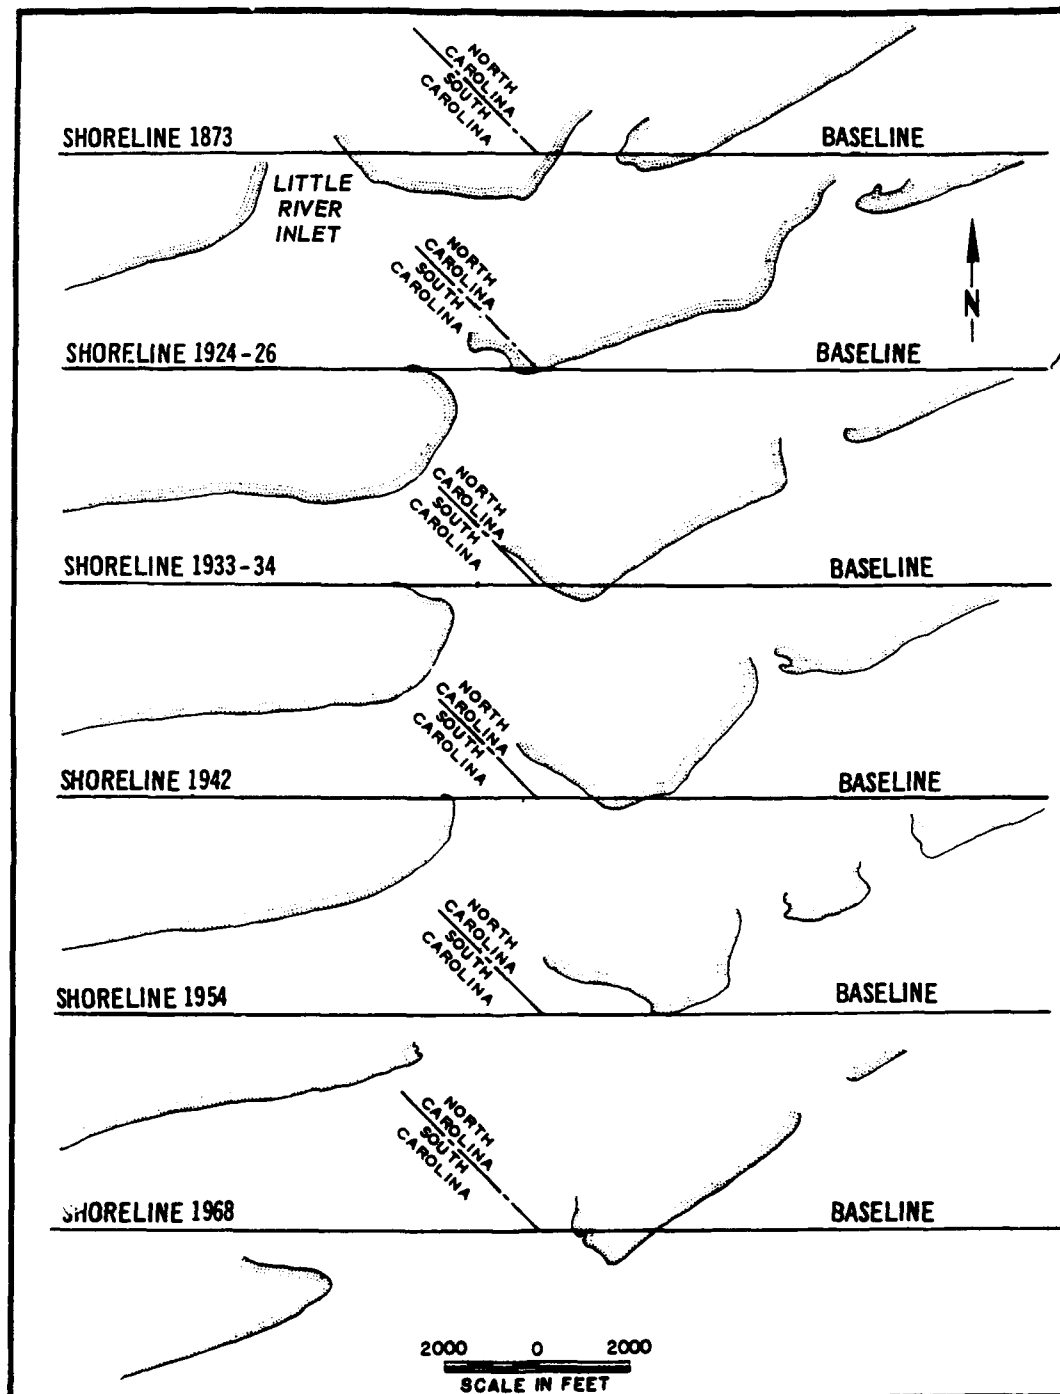 NORTH
CAROLINA
SOUTH
CAROLINA
SHORELINE 1873
BASELINE
LITTLE
RIVER
INLET
NORTH
CAROLINA
SOUTH
CAROLINA
N
SHORELINE 1924-26
BASELINE
NORTH
CAROLINA
SOUTH
CAROLINA
SHORELINE 1933-34
BASELINE
NORTH
CAROLINA
SOUTH
CAROLINA
SHORELINE 1942
BASELINE
NORTH
CAROLINA
SOUTH
CAROLINA
SHORELINE 1954
BASELINE
NORTH
CAROLINA
SOUTH
CAROLINA
SHORELINE 1968
BASELINE
2000 0 2000
SCALE IN FEET